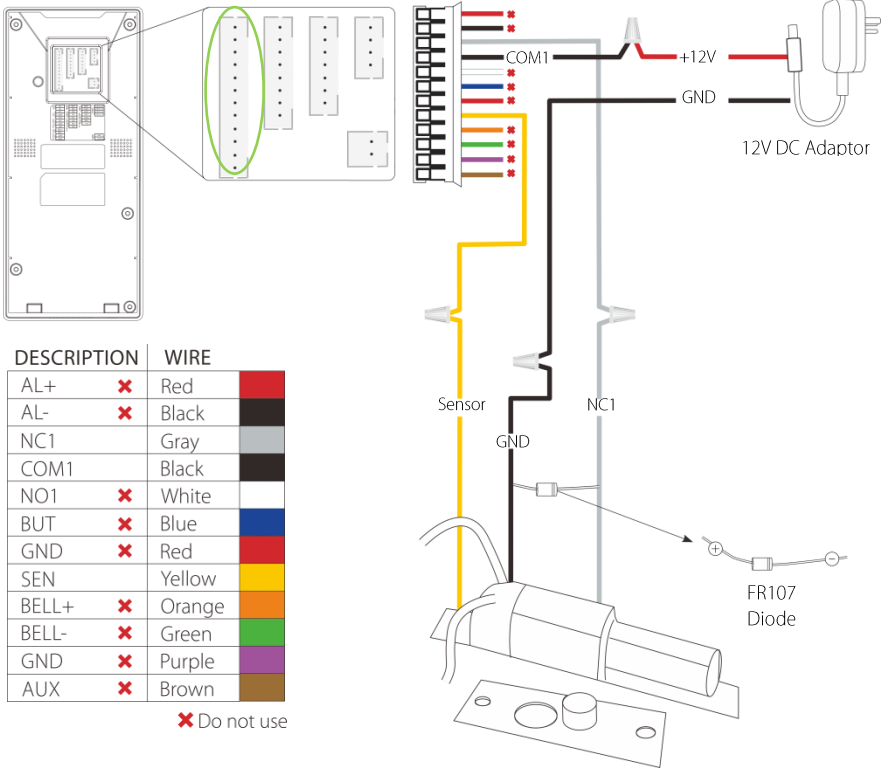 COM1
+12V
GND
12V DC Adaptor
DESCRIPTION WIRE
AL+ Red
AL- Black
NC1 Gray
COM1 Black
NO1 White
BUT Blue
GND Red
SEN Yellow
BELL+ Orange
BELL- Green
GND Purple
AUX Brown
Do not use
Sensor
NC1
GND
+
-
FR107
Diode